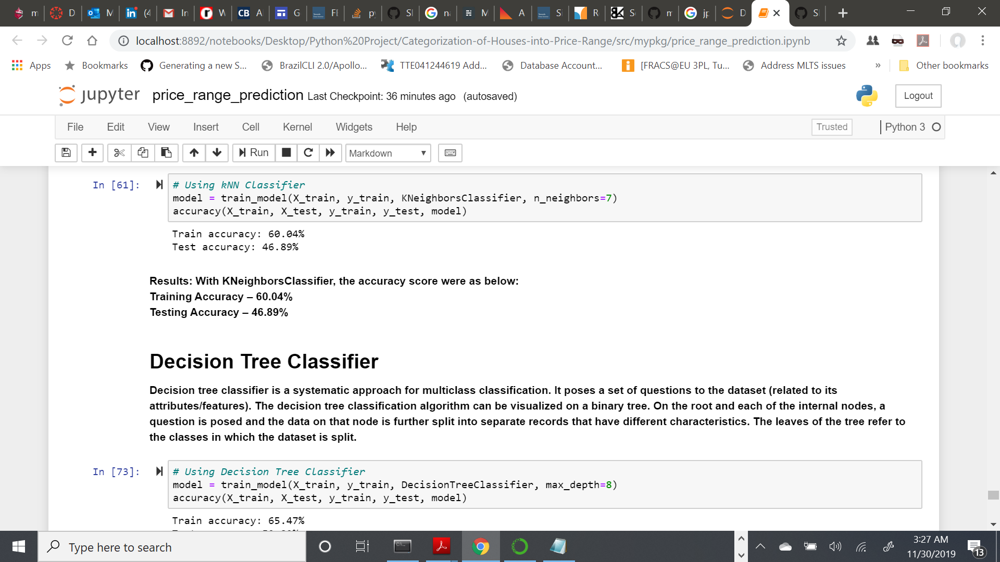 m
D
M
(4
In
W
CB A
G
FI
p
Sl
n
M
A
Si
R
S
m
jp
D
Sl
localhost:8892/notebooks/Desktop/Python%20Project/Categorization-of-Houses-into-Price-Range/src/mypkg/price_range_prediction.ipynb
Apps
Bookmarks
Generating a new S...
BrazilCLI 2.0/Apollo...
TTE041244619 Add...
Database Account...
[FRACS@EU 3PL, Tu...
Address MLTS issues
»
Other bookmarks
jupyter price_range_prediction Last Checkpoint: 36 minutes ago (autosaved)
Logout
File Edit View Insert Cell Kernel Widgets Help
Trusted
Python 3
Run
Markdown
In [61]:
# Using kNN Classifier
model = train_model(X_train, y_train, KNeighborsClassifier, n_neighbors=7)
accuracy(X_train, X_test, y_train, y_test, model)
Train accuracy: 60.04%
Test accuracy: 46.89%
Results: With KNeighborsClassifier, the accuracy score were as below:
Training Accuracy – 60.04%
Testing Accuracy – 46.89%
Decision Tree Classifier
Decision tree classifier is a systematic approach for multiclass classification. It poses a set of questions to the dataset (related to its
attributes/features). The decision tree classification algorithm can be visualized on a binary tree. On the root and each of the internal nodes, a
question is posed and the data on that node is further split into separate records that have different characteristics. The leaves of the tree refer to
the classes in which the dataset is split.
In [73]:
# Using Decision Tree Classifier
model = train_model(X_train, y_train, DecisionTreeClassifier, max_depth=8)
accuracy(X_train, X_test, y_train, y_test, model)
Train accuracy: 65.47%
Type here to search
3:27 AM
11/30/2019
13